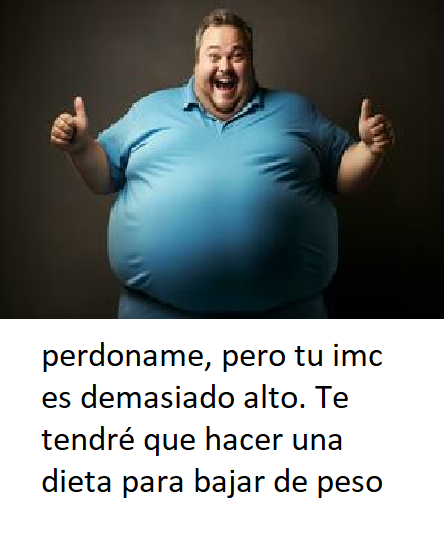 perdoname, pero tu imc
es demasiado alto. Te
tendré que hacer una
dieta para bajar de peso